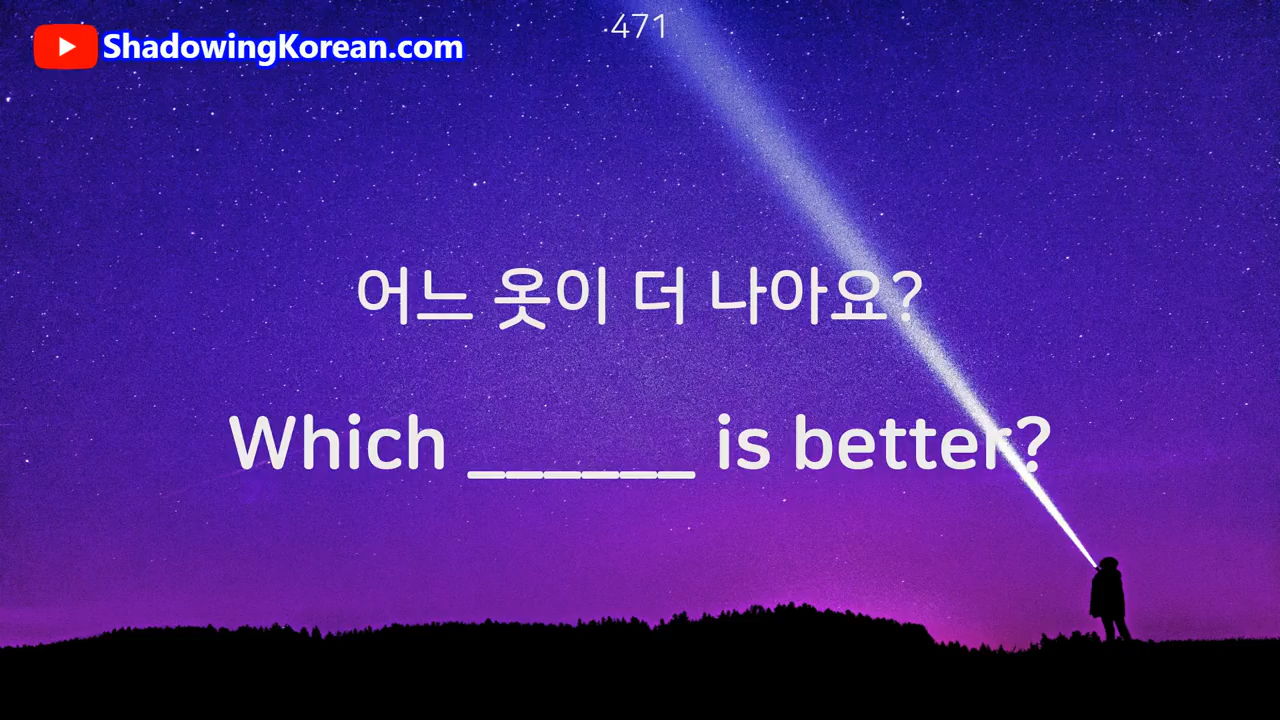 471
ShadowingKorean.com
어느 옷이 더 나아요?
Which ______ is better?